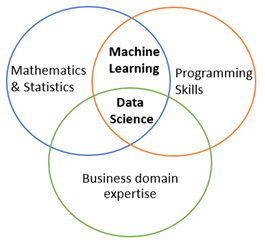 Machine
Learning
Mathematics
& Statistics
Programming
Skills
Data
Science
Business domain
expertise